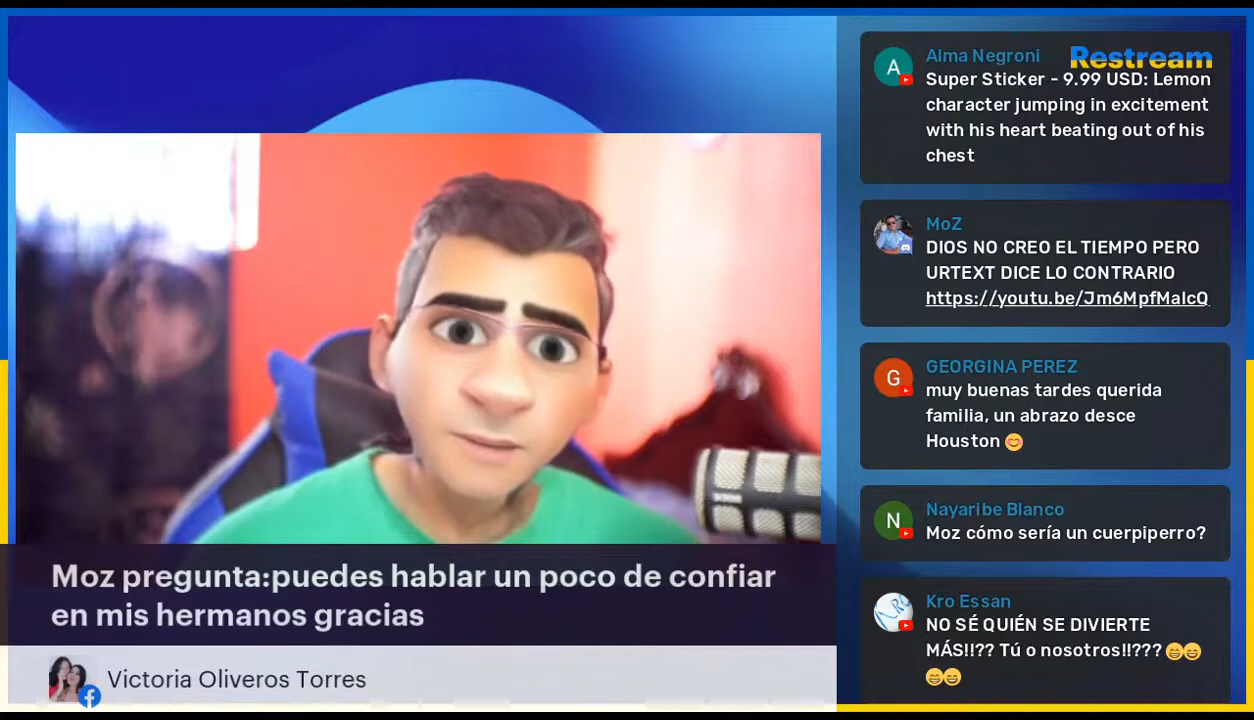 Moz pregunta:puedes hablar un poco de confiar
en mis hermanos gracias
Victoria Oliveros Torres
Restream
A
Alma Negroni
Super Sticker - 9.99 USD: Lemon
character jumping in excitement
with his heart beating out of his
chest
MoZ
DIOS NO CREO EL TIEMPO PERO
URTEXT DICE LO CONTRARIO
https://youtu.be/Jm6MpfMalcQ
G
GEORGINA PEREZ
muy buenas tardes querida
familia, un abrazo desce
Houston 😊
N
Nayaribe Blanco
Moz cómo sería un cuerpiperro?
Kro Essan
NO SÉ QUIÉN SE DIVIERTE
MÁS!!?? Tú o nosotros!!??? 😁😁
😁😁